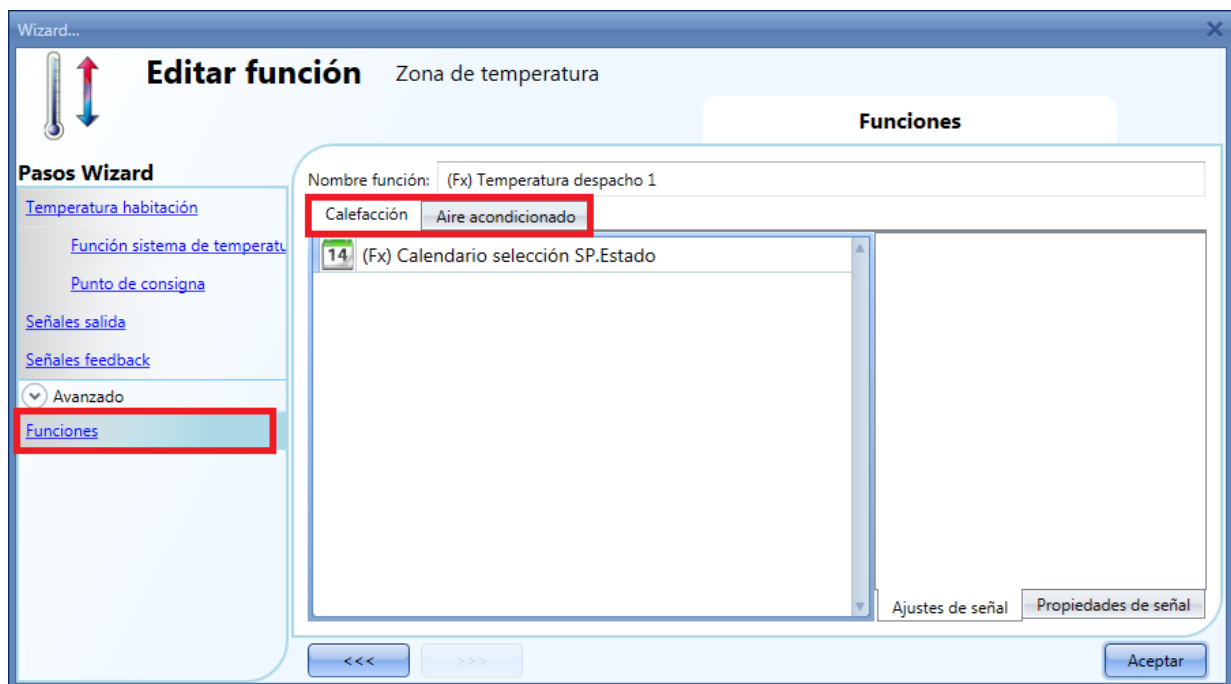 Wizard...
Editar función Zona de temperatura
Funciones
Pasos Wizard
Temperatura habitación
Función sistema de temperatu
Punto de consigna
Señales salida
Señales feedback
Avanzado
Funciones
Nombre función: (Fx) Temperatura despacho 1
Calefacción Aire acondicionado
14 (Fx) Calendario selección SP.Estado
Ajustes de señal Propiedades de señal
<<< >>> Aceptar